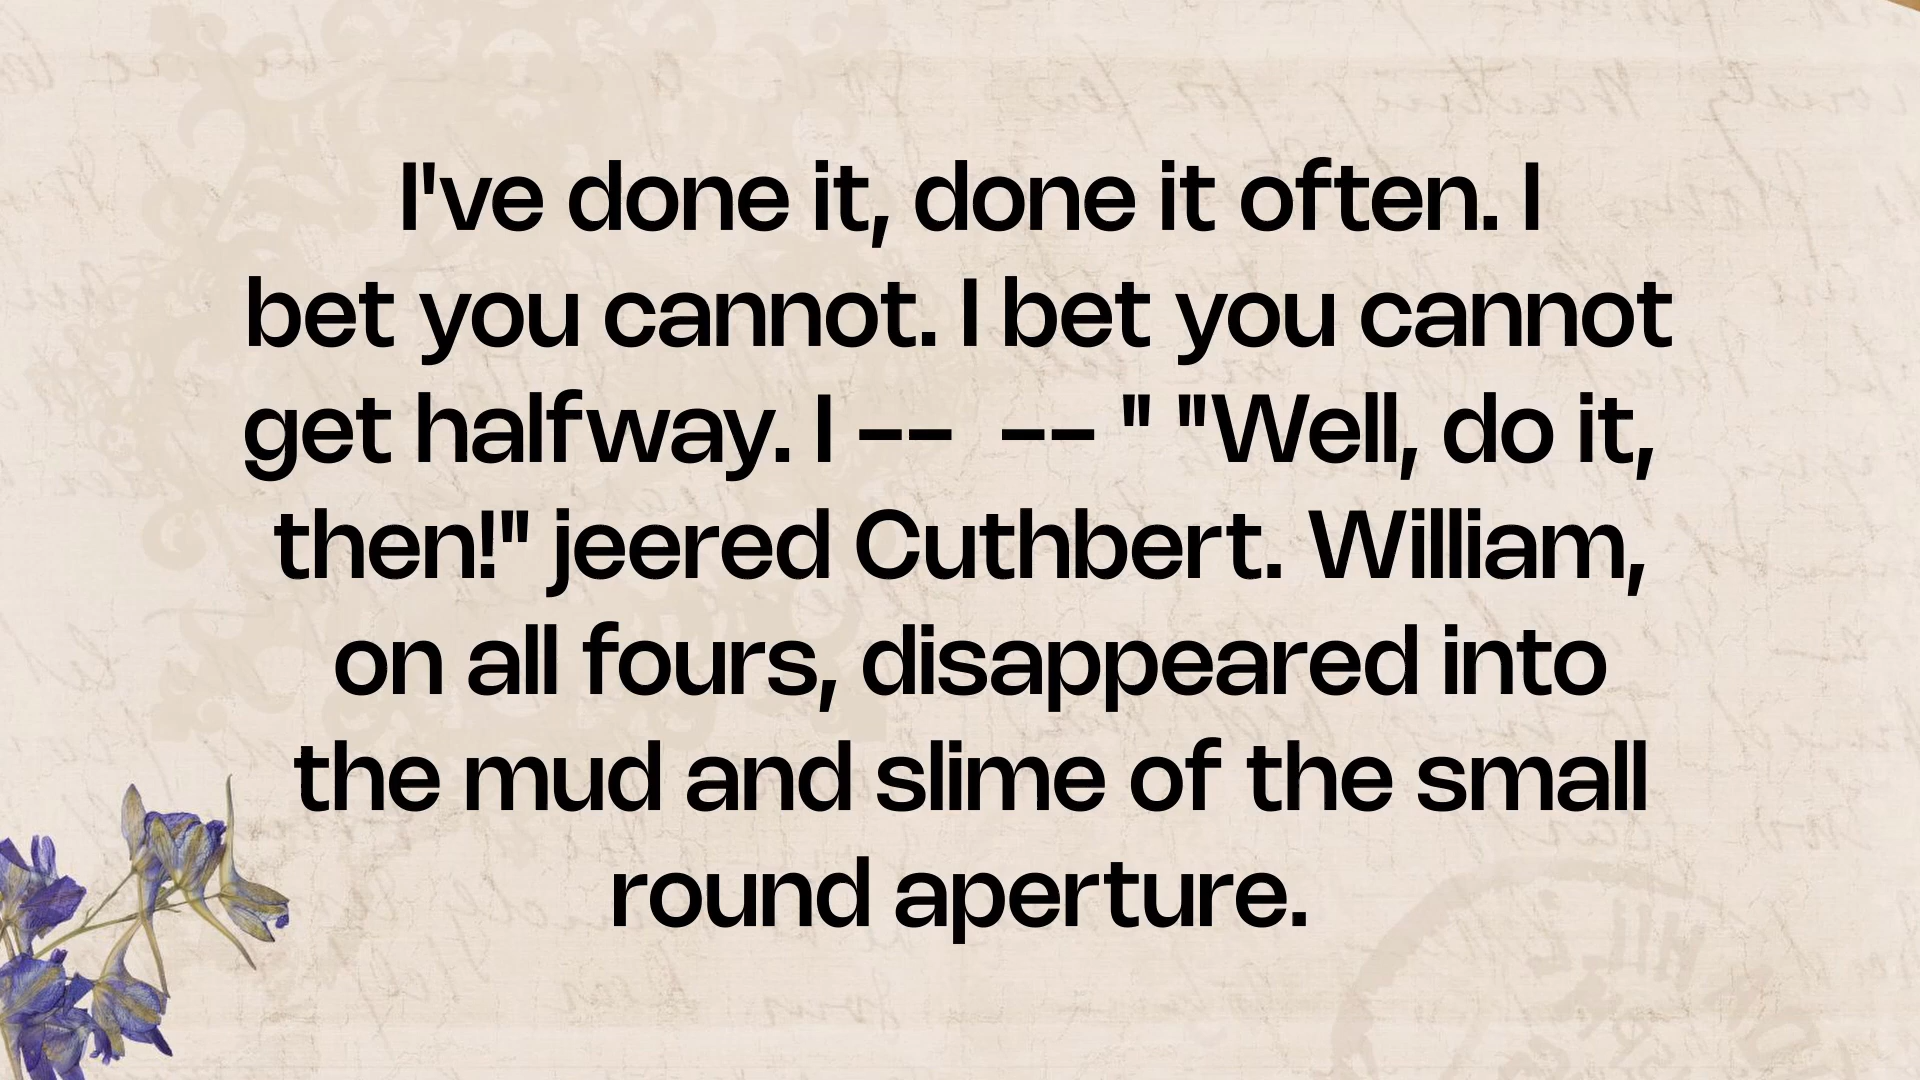 I've done it, done it often. I
bet you cannot. I bet you cannot
get halfway. I --  -- " "Well, do it,
then!" jeered Cuthbert. William,
on all fours, disappeared into
the mud and slime of the small
round aperture.